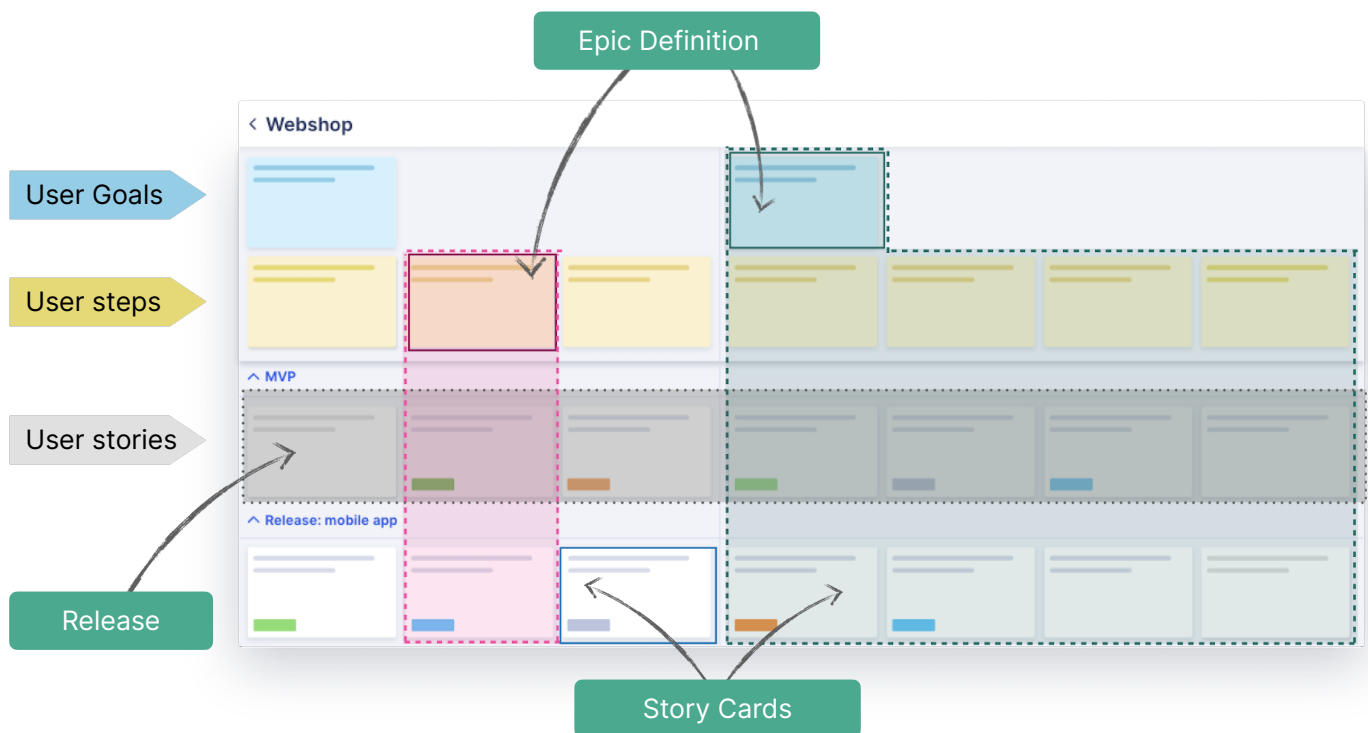 Epic Definition
Webshop
User Goals
User steps
MVP
User stories
Release: mobile app
Release
Story Cards